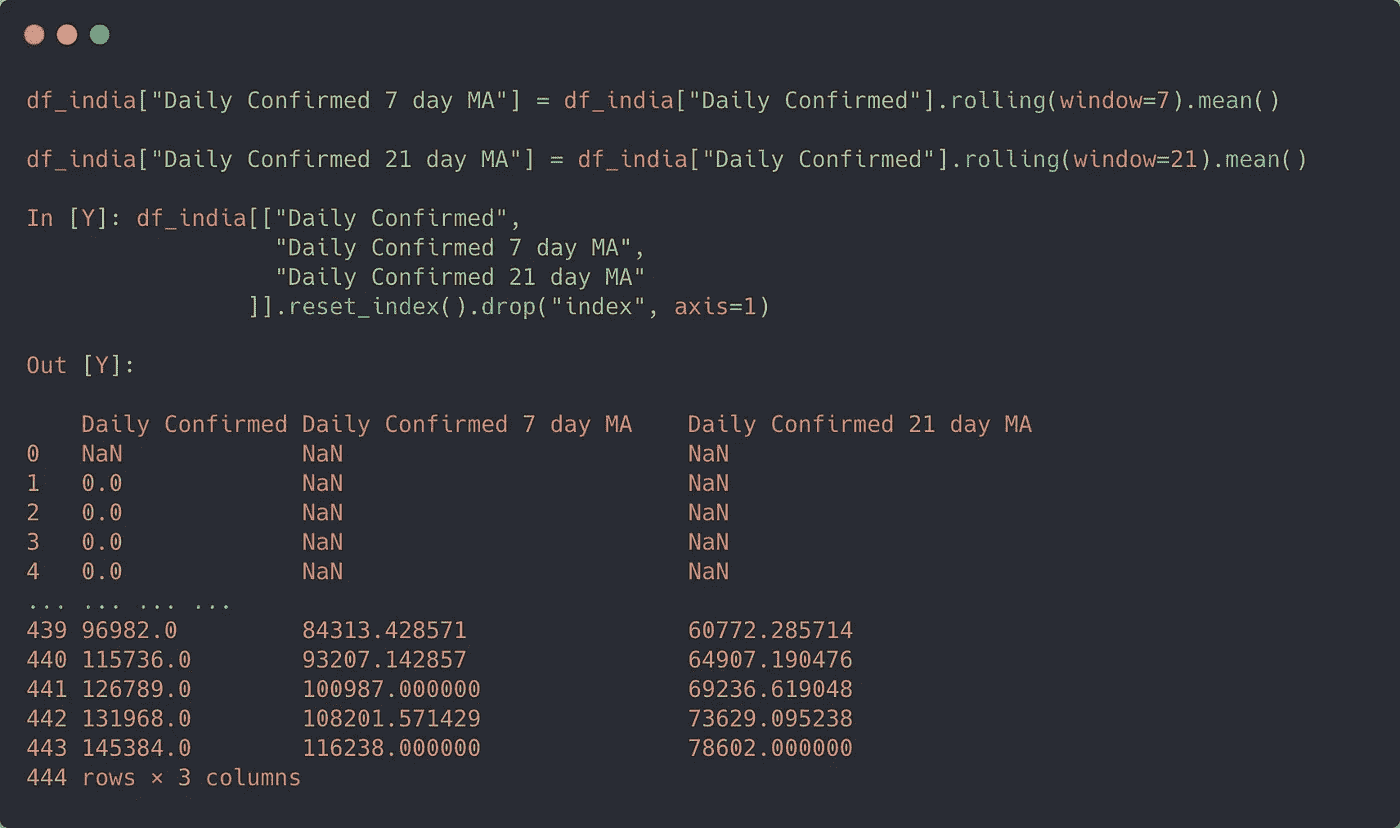 df_india["Daily Confirmed 7 day MA"] = df_india["Daily Confirmed"].rolling(window=7).mean()
df_india["Daily Confirmed 21 day MA"] = df_india["Daily Confirmed"].rolling(window=21).mean()
In [Y]: df_india[["Daily Confirmed",
"Daily Confirmed 7 day MA",
"Daily Confirmed 21 day MA"
]].reset_index().drop("index", axis=1)
Out [Y]:
Daily Confirmed Daily Confirmed 7 day MA Daily Confirmed 21 day MA
0 NaN NaN NaN
1 0.0 NaN NaN
2 0.0 NaN NaN
3 0.0 NaN NaN
4 0.0 NaN NaN
... ... ... ...
439 96982.0 84313.428571 60772.285714
440 115736.0 93207.142857 64907.190476
441 126789.0 100987.000000 69236.619048
442 131968.0 108201.571429 73629.095238
443 145384.0 116238.000000 78602.000000
444 rows × 3 columns